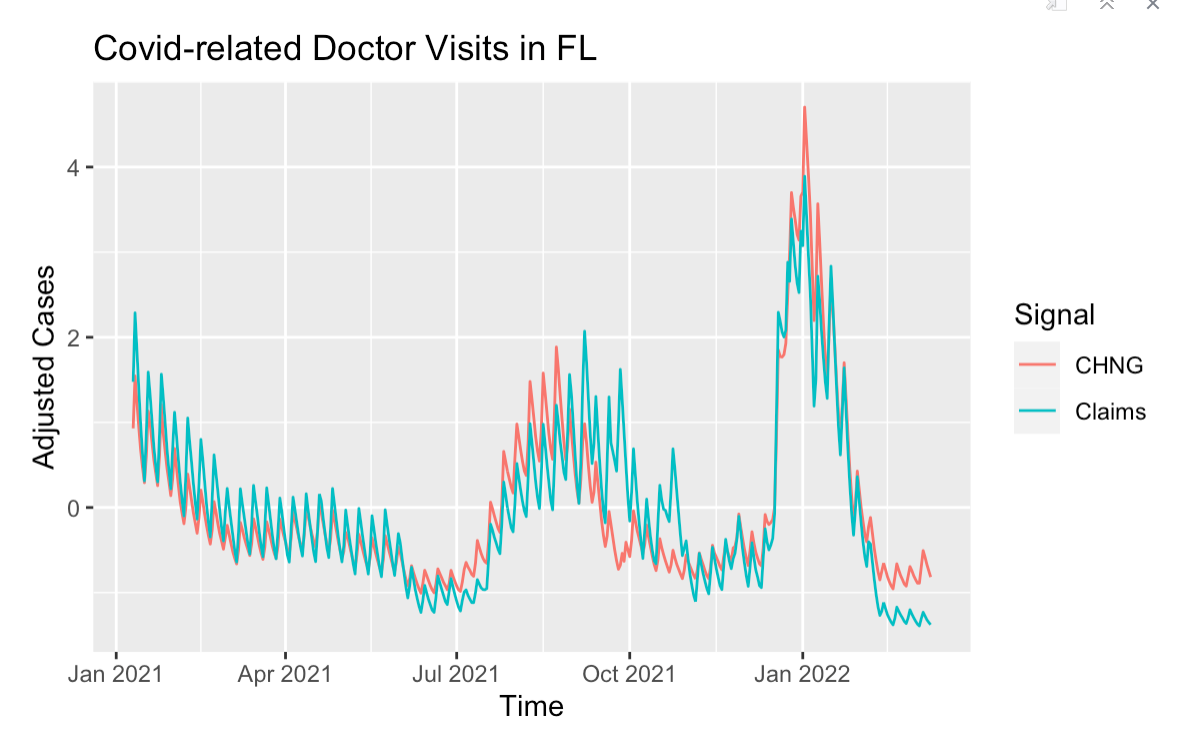 Covid-related Doctor Visits in FL
4
2
0
Adjusted Cases
Jan 2021 Apr 2021 Jul 2021 Oct 2021 Jan 2022
Time
Signal
CHNG
Claims